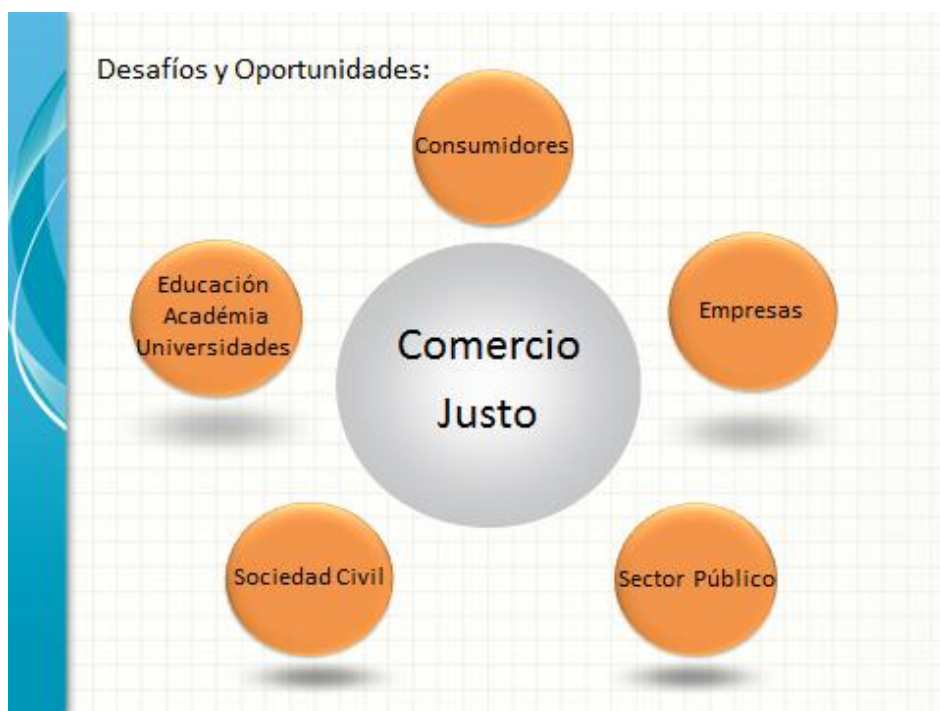 Desafíos y Oportunidades:
Consumidores
Educación
Académia
Universidades
Empresas
Comercio
Justo
Sociedad Civil
Sector Público